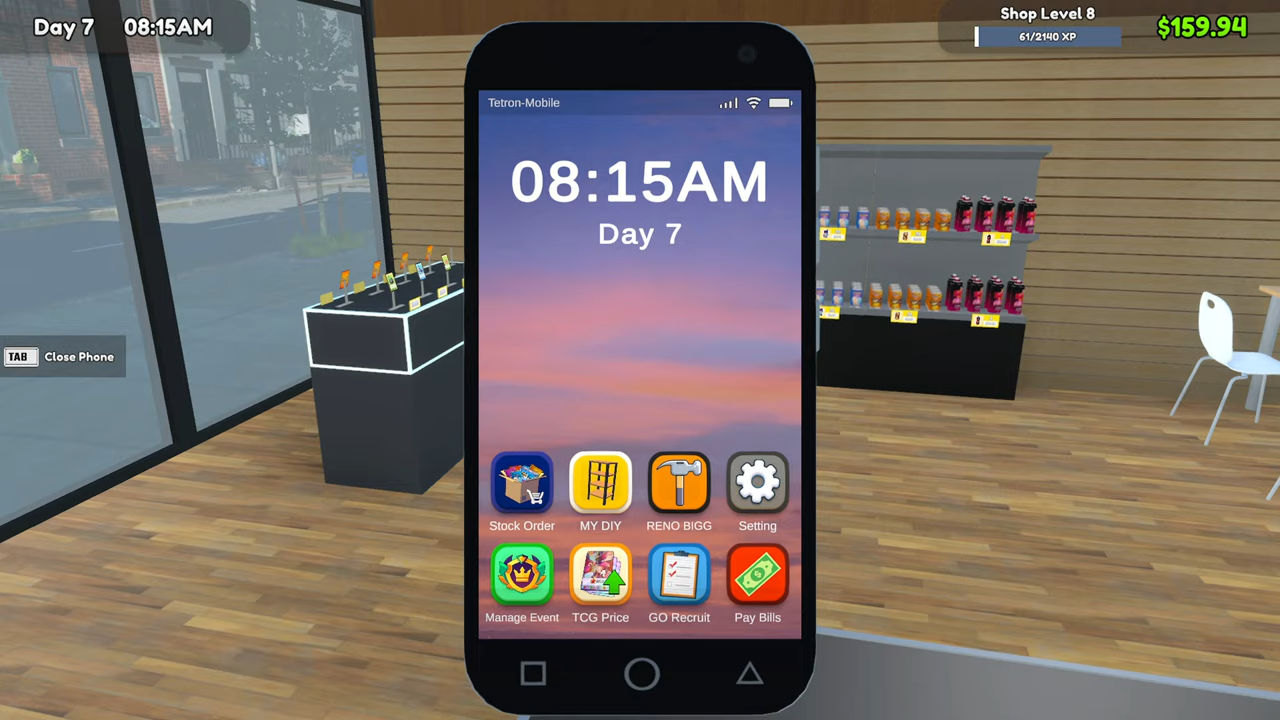 Day 7 08:15AM
Shop Level 8
61/2140 XP
$159.94
TAB Close Phone
Tetron-Mobile
08:15AM
Day 7
Stock Order MY DIY RENO BIGG Setting
Manage Event TCG Price GO Recruit Pay Bills